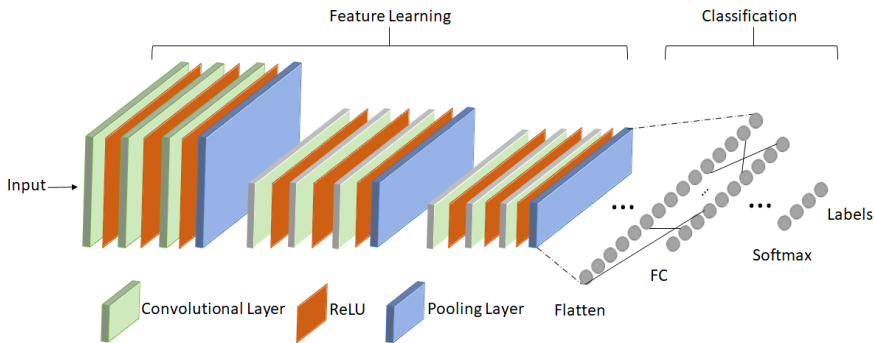 Feature Learning
Classification
Input
...
...
...
Labels
Softmax
FC
Flatten
Convolutional Layer
ReLU
Pooling Layer